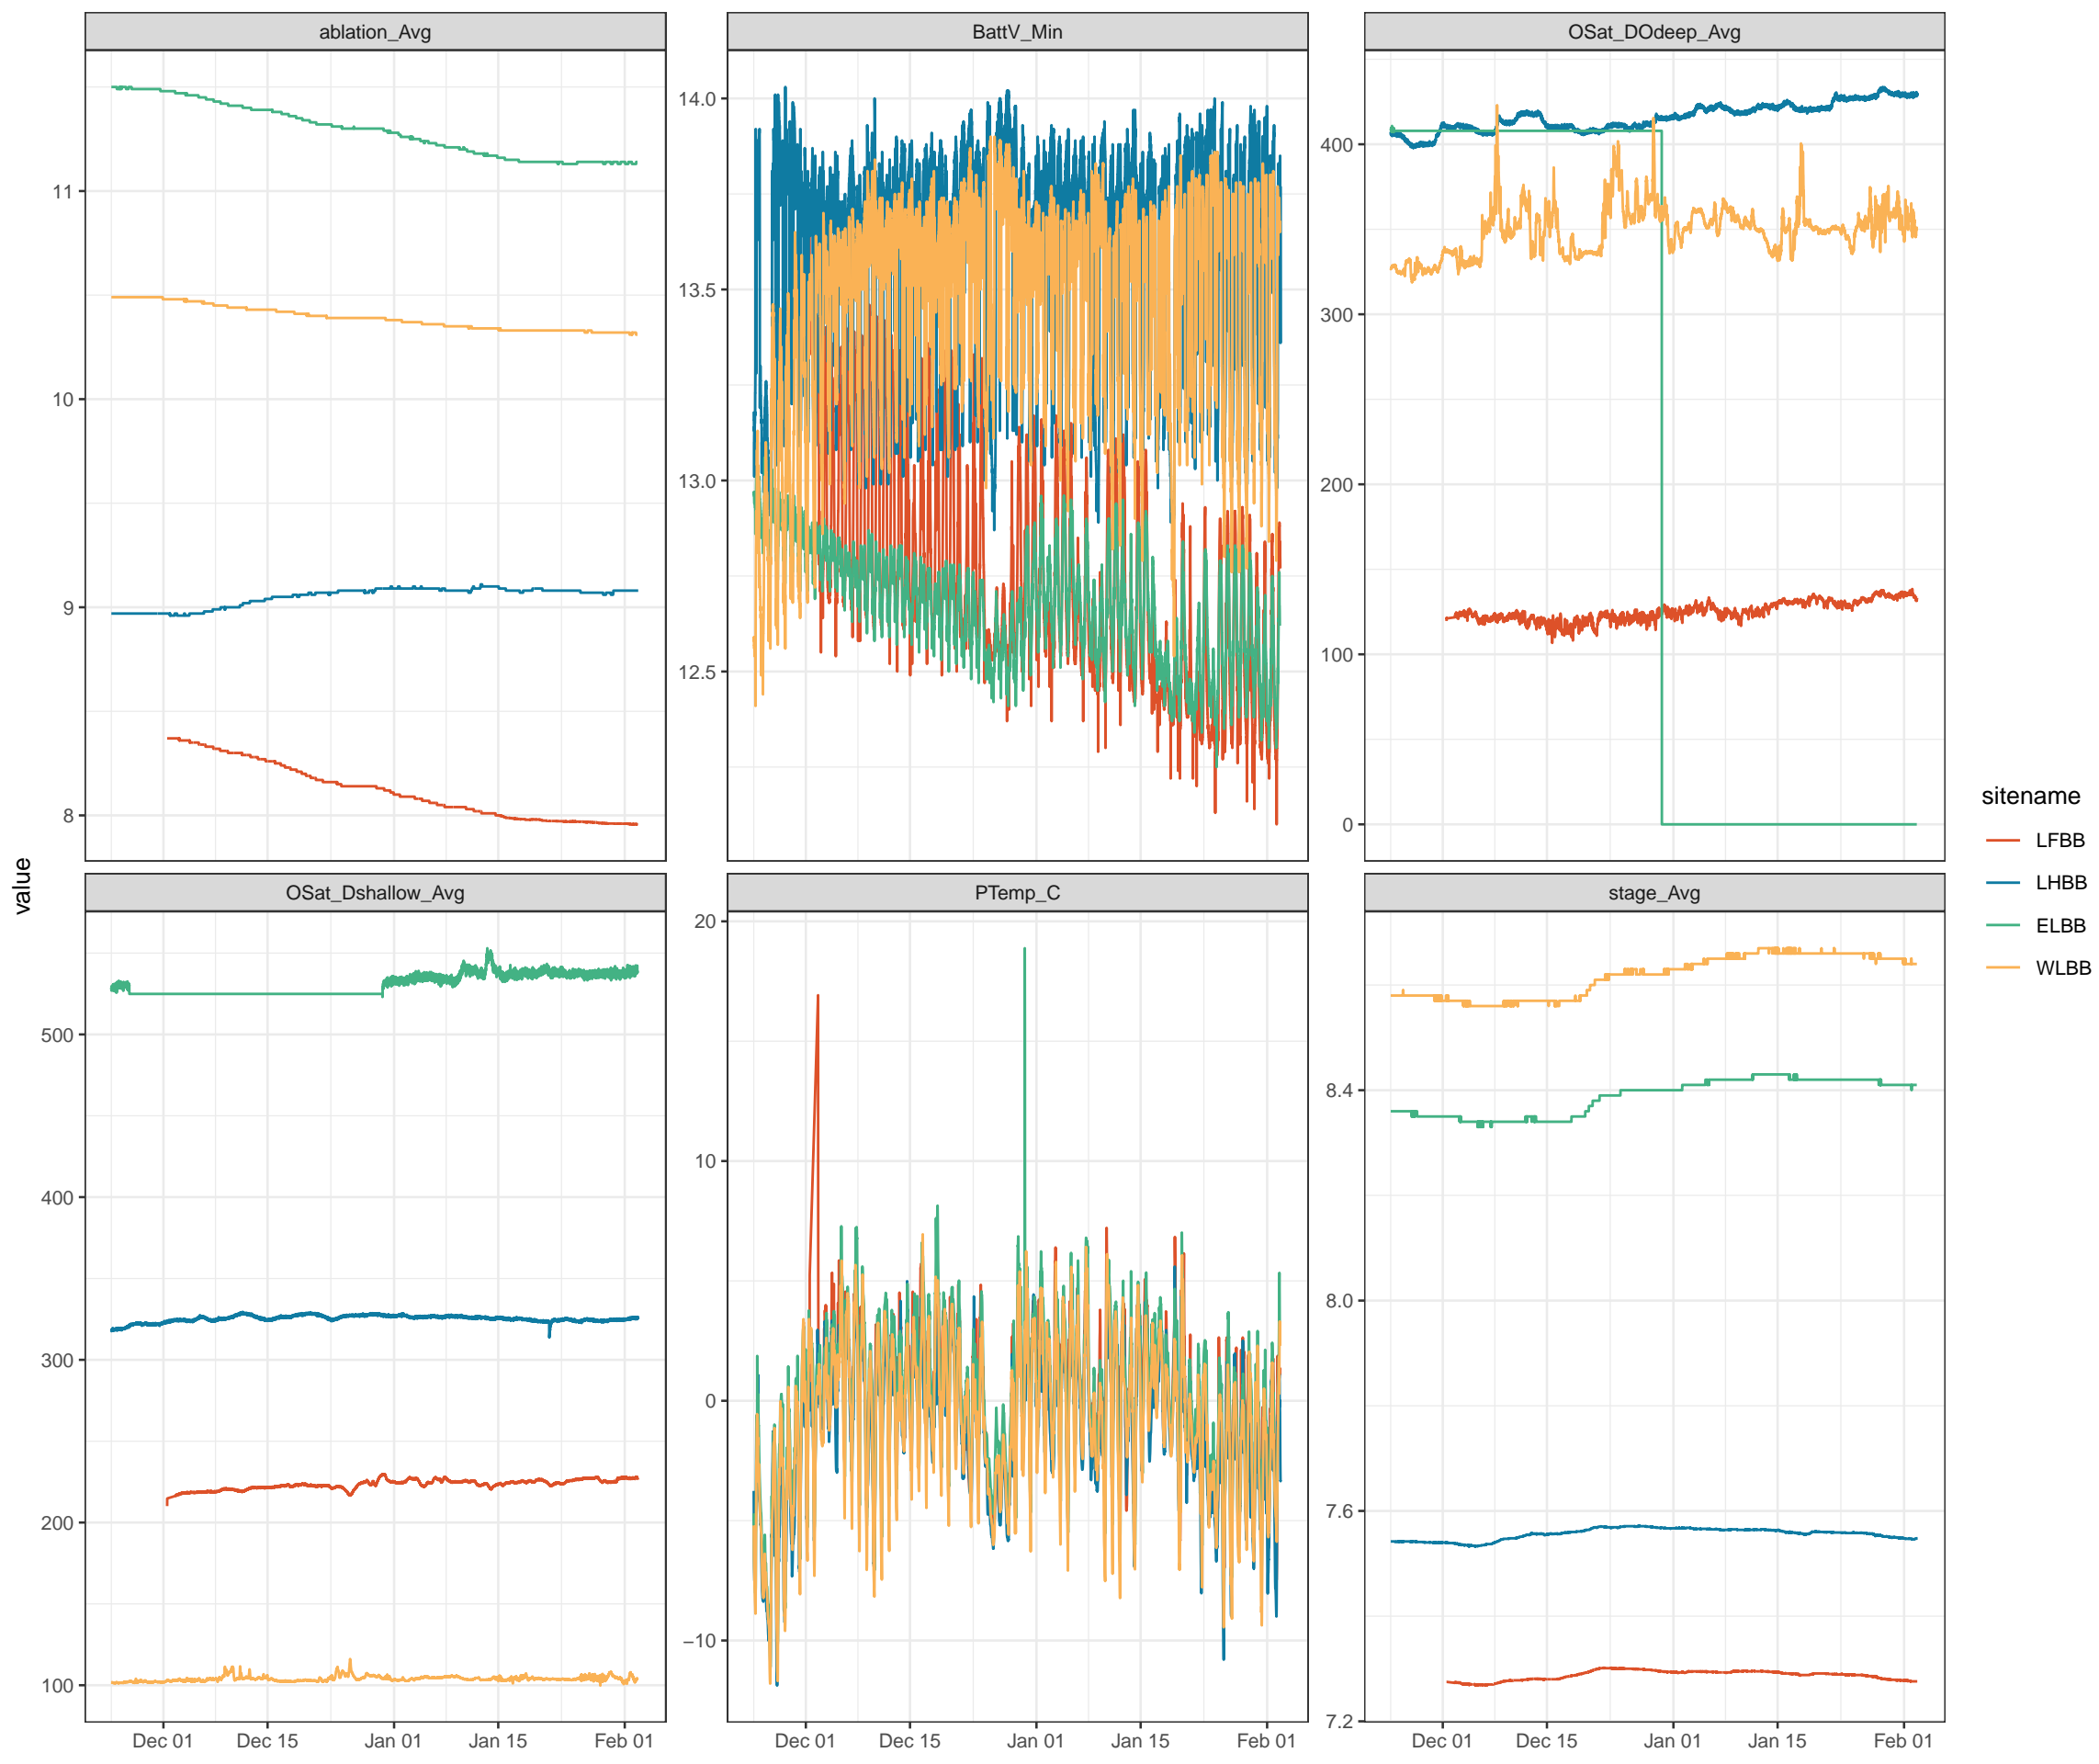 ablation_Avg
BattV_Min
OSat_DOdeep_Avg
11
10
9
8
14.0
13.5
13.0
12.5
400
300
200
100
0
OSat_Dshallow_Avg
PTemp_C
stage_Avg
500
400
300
200
100
20
10
0
−10
8.4
8.0
7.6
7.2
Dec 01 Dec 15 Jan 01 Jan 15 Feb 01
Dec 01 Dec 15 Jan 01 Jan 15 Feb 01
Dec 01 Dec 15 Jan 01 Jan 15 Feb 01
value
sitename
LFBB
LHBB
ELBB
WLBB